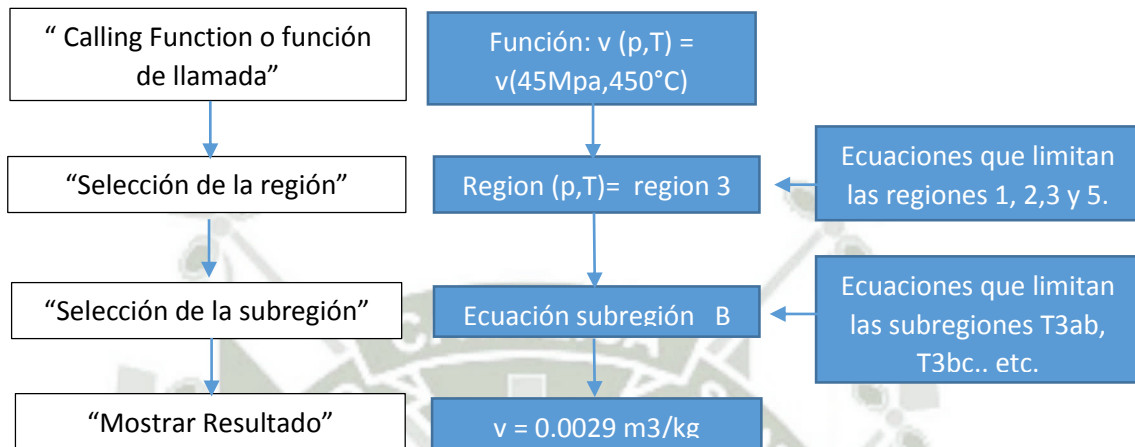 “ Calling Function o función
de llamada”
Función: v (p,T) =
v(45Mpa,450°C)
“Selección de la región”
Region (p,T)= region 3
Ecuaciones que limitan
las regiones 1, 2,3 y 5.
“Selección de la subregión”
Ecuación subregión B
Ecuaciones que limitan
las subregiones T3ab,
T3bc.. etc.
“Mostrar Resultado”
v = 0.0029 m3/kg